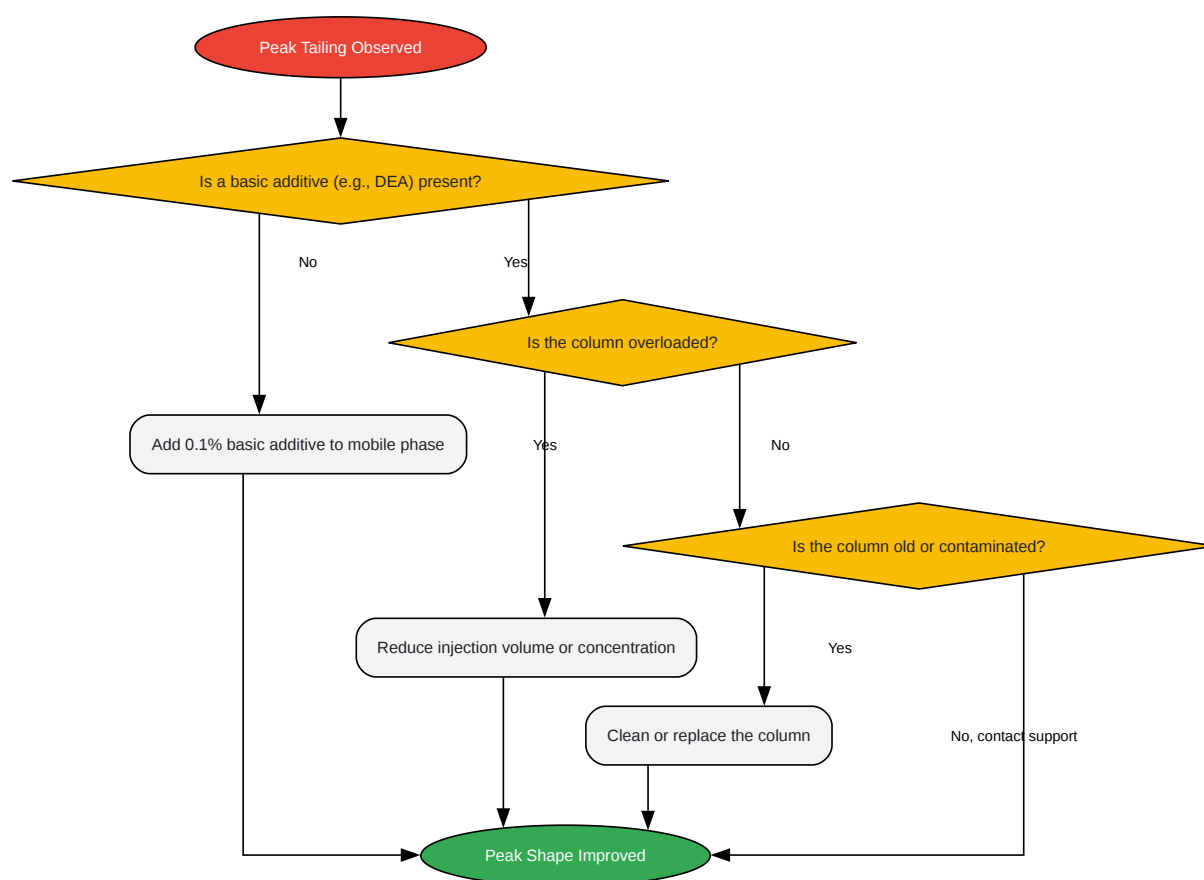 Peak Tailing Observed
Is a basic additive (e.g., DEA) present?
No
Yes
Is the column overloaded?
Add 0.1% basic additive to mobile phase
Yes
No
Is the column old or contaminated?
Reduce injection volume or concentration
Yes
Clean or replace the column
No, contact support
Peak Shape Improved